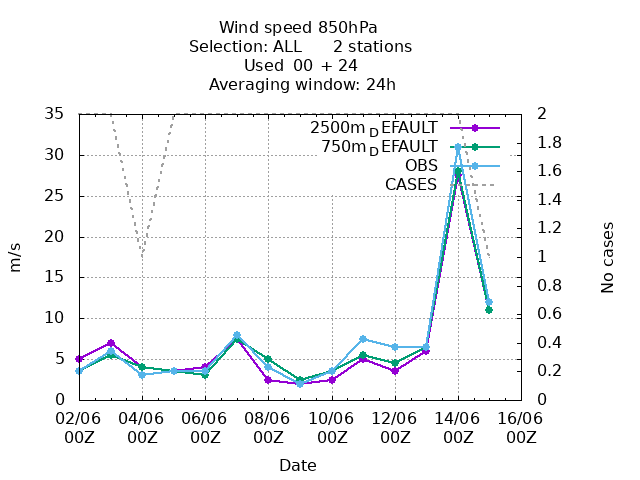 Wind speed 850hPa
Selection: ALL 2 stations
Used 00 + 24
Averaging window: 24h
35 2
30 1.8
25 1.6
20 1.4
15 1.2
10 1
5 0.8
0 0.6
0.4
0.2
0
2500m_DEFAULT
750m_DEFAULT
OBS
CASES
m/s
No cases
02/06 04/06 06/06 08/06 10/06 12/06 14/06 16/06
00Z 00Z 00Z 00Z 00Z 00Z 00Z 00Z
Date